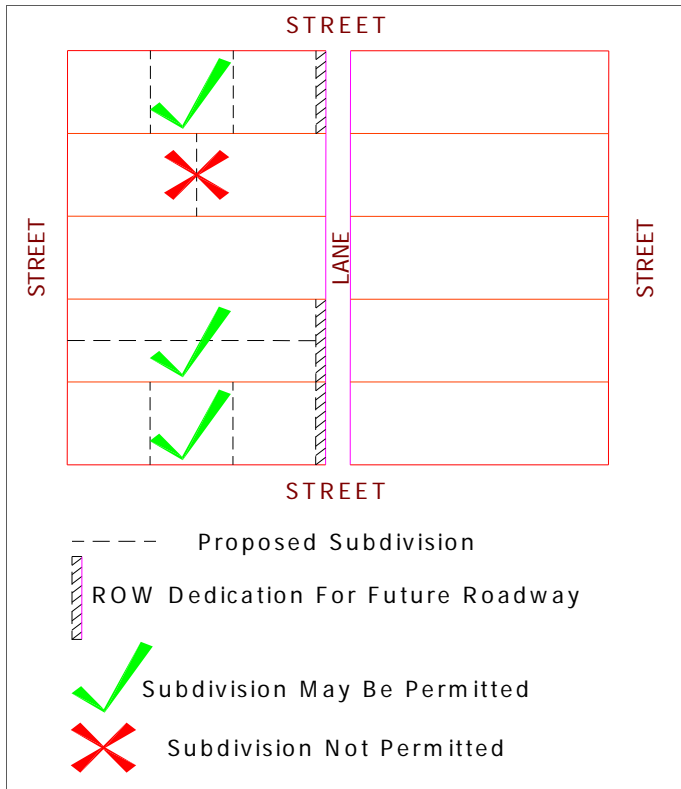 STREET
STREET
LANE
STREET
STREET
Proposed Subdivision
ROW Dedication For Future Roadway
Subdivision May Be Permitted
Subdivision Not Permitted